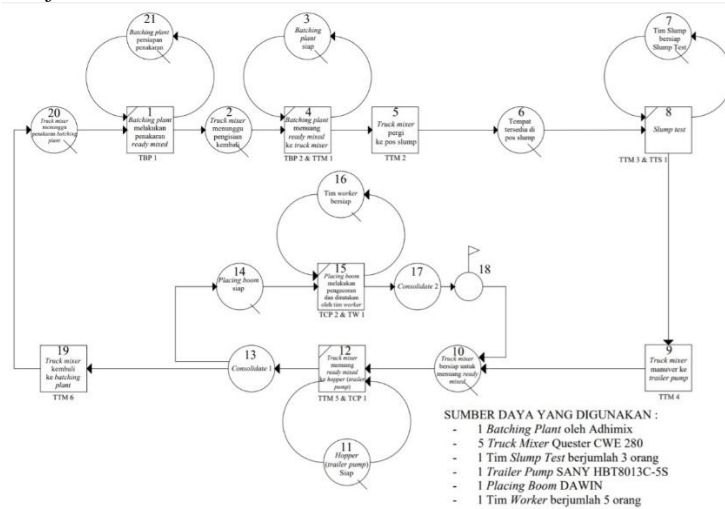 21
Batching plant
persiapan
penakaran
3
Batching
plant
siap
7
Tim Slump
bersiap
Slump Test
20
Truck mixer
menunggu
penakaran batching
plant
1
Batching plant
melakukan
penakaran
ready mixed
TBP 1
2
Truck mixer
menunggu
pengisian
kembali
4
Batching plant
menuang
ready mixed
ke truck mixer
TBP 2 & TTM 1
5
Truck mixer
pergi
ke pos slump
TTM 2
6
Tempat
tersedia di
pos slump
8
Slump test
TTM 3 & TTS 1
16
Tim worker
bersiap
14
Placing boom
siap
15
Placing boom
melakukan
pengecoran
dan diratakan
oleh tim worker
TCP 2 & TW 1
17
Consolidate 2
18
19
Truck mixer
kembali
ke batching
plant
TTM 6
13
Consolidate 1
12
Truck mixer
menuang
ready mixed
ke hopper (trailer
pump)
TTM 5 & TCP 1
10
Truck mixer
bersiap untuk
menuang ready
mixed
9
Truck mixer
manuver ke
trailer pump
TTM 4
11
Hopper
(trailer pump)
Siap
SUMBER DAYA YANG DIGUNAKAN :
- 1 Batching Plant oleh Adhimix
- 5 Truck Mixer Quester CWE 280
- 1 Tim Slump Test berjumlah 3 orang
- 1 Trailer Pump SANY HBT8013C-5S
- 1 Placing Boom DAWIN
- 1 Tim Worker berjumlah 5 orang